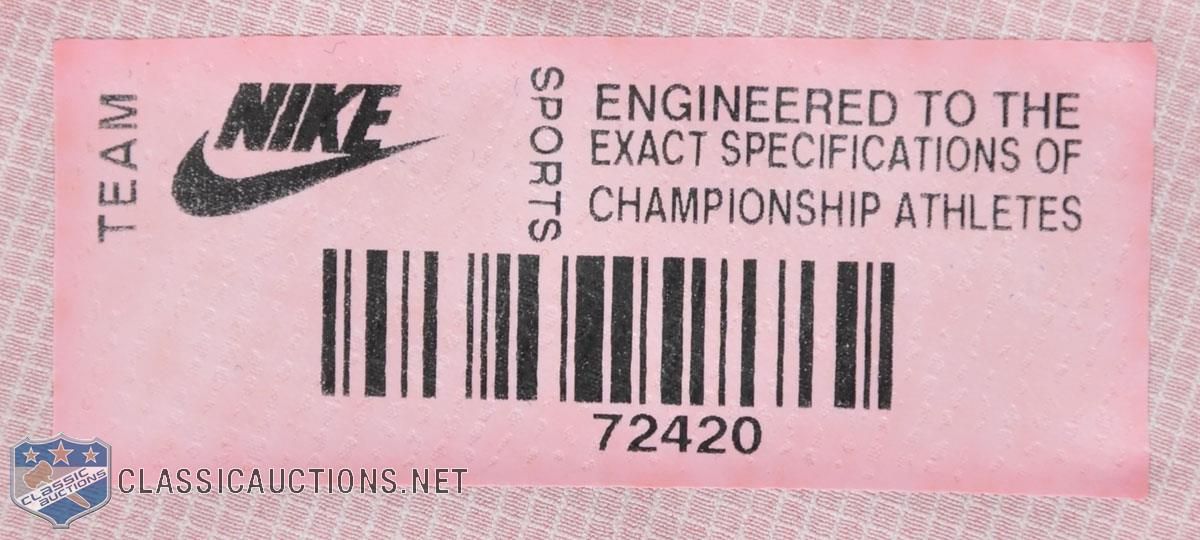 TEAM
NIKE
SPORTS
ENGINEERED TO THE
EXACT SPECIFICATIONS OF
CHAMPIONSHIP ATHLETES
72420
CLASSIC
AUCTIONS
CLASSICAUCTIONS.NET